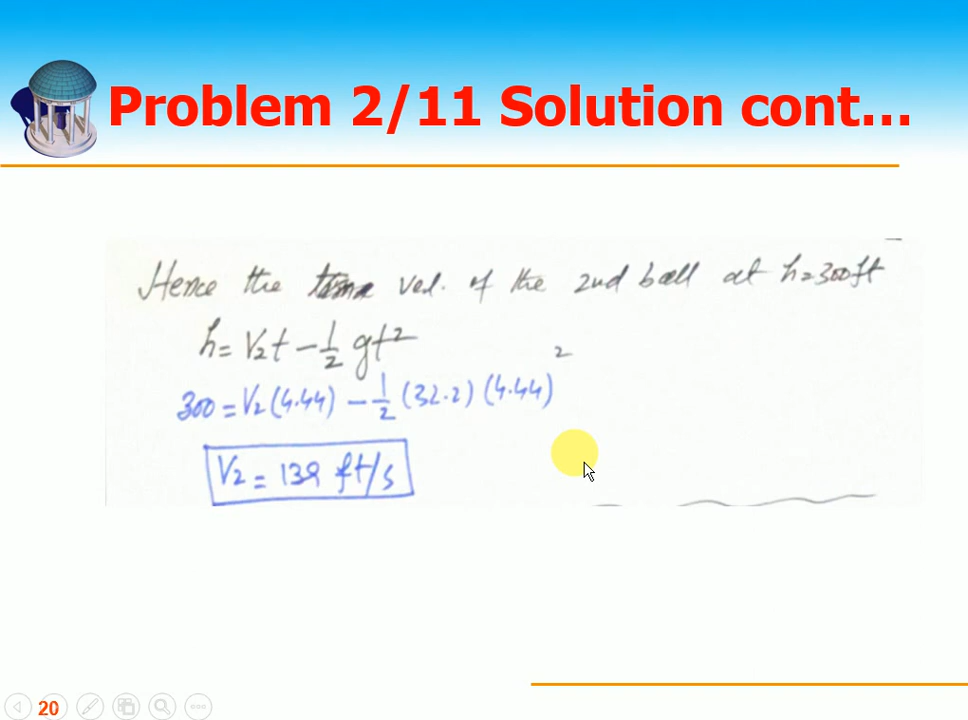 Problem 2/11 Solution cont...
Hence the vel. of the 2nd ball at h=300ft
h= V₂t - 1/2 gt²
300 = V₂(4.44) - 1/2 (32.2)(4.44)²
V₂ = 139 ft/s
20